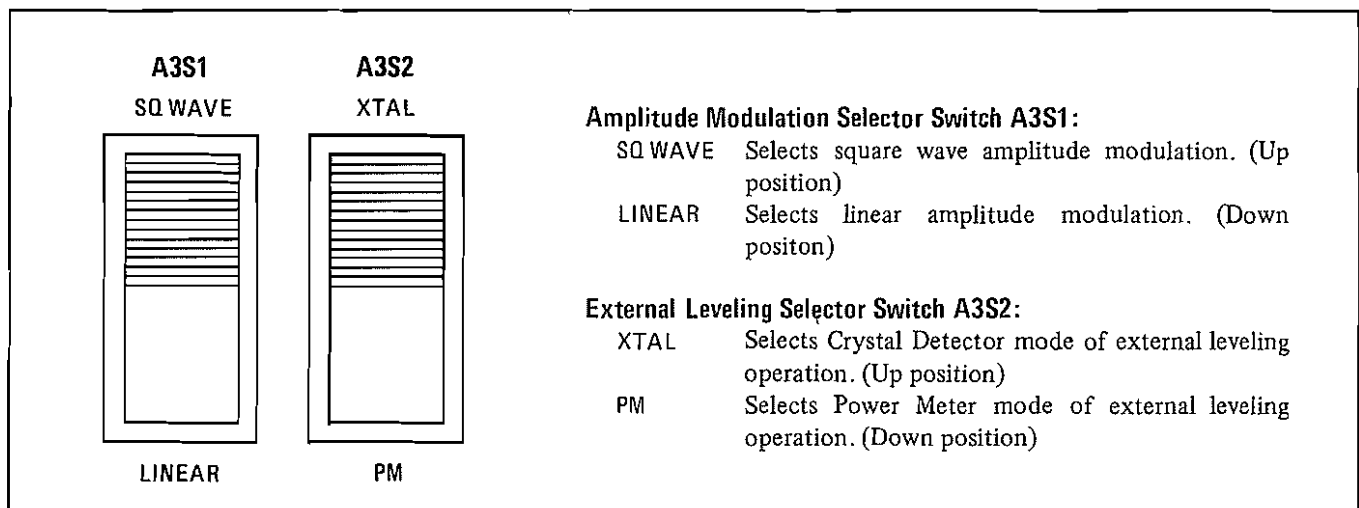 A3S1
SQ WAVE
LINEAR
A3S2
XTAL
PM
Amplitude Modulation Selector Switch A3S1:
SQ WAVE Selects square wave amplitude modulation. (Up
position)
LINEAR Selects linear amplitude modulation. (Down
positon)
External Leveling Selector Switch A3S2:
XTAL Selects Crystal Detector mode of external leveling
operation. (Up position)
PM Selects Power Meter mode of external leveling
operation. (Down position)